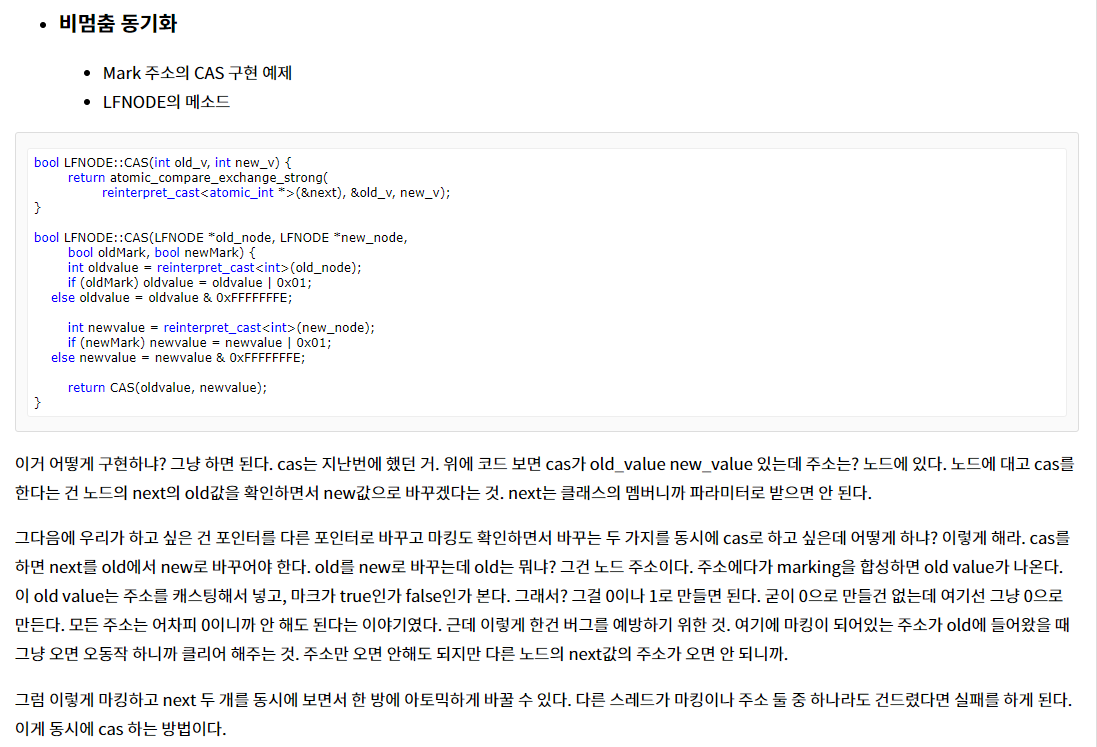 비멈춤 동기화
Mark 주소의 CAS 구현 예제
LFNODE의 메소드
bool LFNODE::CAS(int old_v, int new_v) {
return atomic_compare_exchange_strong(
reinterpret_cast<atomic_int *>(&next), &old_v, new_v);
}
bool LFNODE::CAS(LFNODE *old_node, LFNODE *new_node,
bool oldMark, bool newMark) {
int oldvalue = reinterpret_cast<int>(old_node);
if (oldMark) oldvalue = oldvalue | 0x01;
else oldvalue = oldvalue & 0xFFFFFFFE;
int newvalue = reinterpret_cast<int>(new_node);
if (newMark) newvalue = newvalue | 0x01;
else newvalue = newvalue & 0xFFFFFFFE;
return CAS(oldvalue, newvalue);
}
이거 어떻게 구현하냐? 그냥 하면 된다. cas는 지난번에 했던 거. 위에 코드 보면 cas가 old_value new_value 있는데 주소는? 노드에 있다. 노드에 대고 cas를
한다는 건 노드의 next의 old값을 확인하면서 new값으로 바꾸겠다는 것. next는 클래스의 멤버니까 파라미터로 받으면 안 된다.
그다음에 우리가 하고 싶은 건 포인터를 다른 포인터로 바꾸고 마킹도 확인하면서 바꾸는 두 가지를 동시에 cas로 하고 싶은데 어떻게 하냐? 이렇게 해라. cas를
하면 next를 old에서 new로 바꾸어야 한다. old를 new로 바꾸는데 old는 뭐냐? 그건 노드 주소이다. 주소에다가 marking을 합성하면 old value가 나온다.
이 old value는 주소를 캐스팅해서 넣고, 마크가 true인가 false인가 본다. 그래서? 그걸 0이나 1로 만들면 된다. 굳이 0으로 만들건 없는데 여기선 그냥 0으로
만든다. 모든 주소는 어차피 0이니까 안 해도 된다는 이야기였다. 근데 이렇게 한건 버그를 예방하기 위한 것. 여기에 마킹이 되어있는 주소가 old에 들어왔을 때
그냥 오면 오동작 하니까 클리어 해주는 것. 주소만 오면 안해도 되지만 다른 노드의 next값의 주소가 오면 안 되니까.
그럼 이렇게 마킹하고 next 두 개를 동시에 보면서 한 방에 아토믹하게 바꿀 수 있다. 다른 스레드가 마킹이나 주소 둘 중 하나라도 건드렸다면 실패를 하게 된다.
이게 동시에 cas 하는 방법이다.